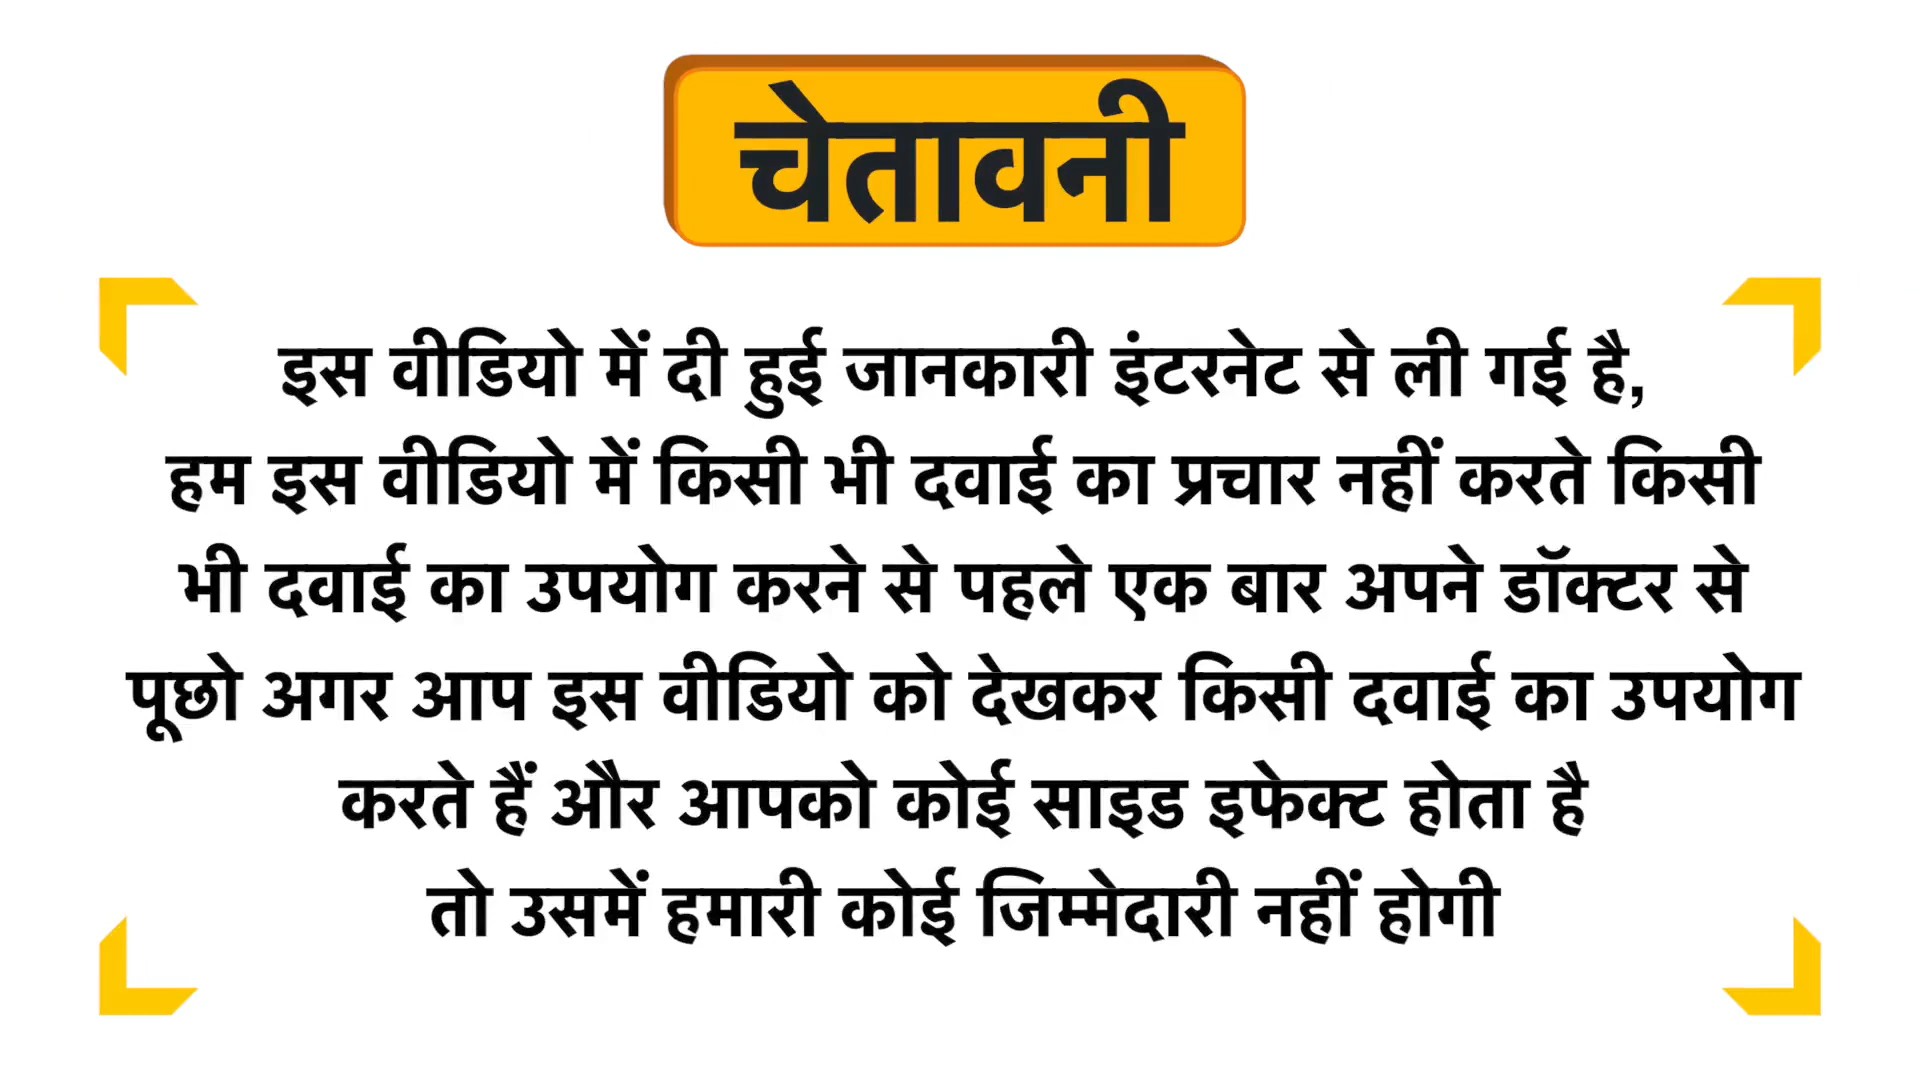 चेतावनी
इस वीडियो में दी हुई जानकारी इंटरनेट से ली गई है,
हम इस वीडियो में किसी भी दवाई का प्रचार नहीं करते किसी
भी दवाई का उपयोग करने से पहले एक बार अपने डॉक्टर से
पूछो अगर आप इस वीडियो को देखकर किसी दवाई का उपयोग
करते हैं और आपको कोई साइड इफेक्ट होता है
तो उसमें हमारी कोई जिम्मेदारी नहीं होगी